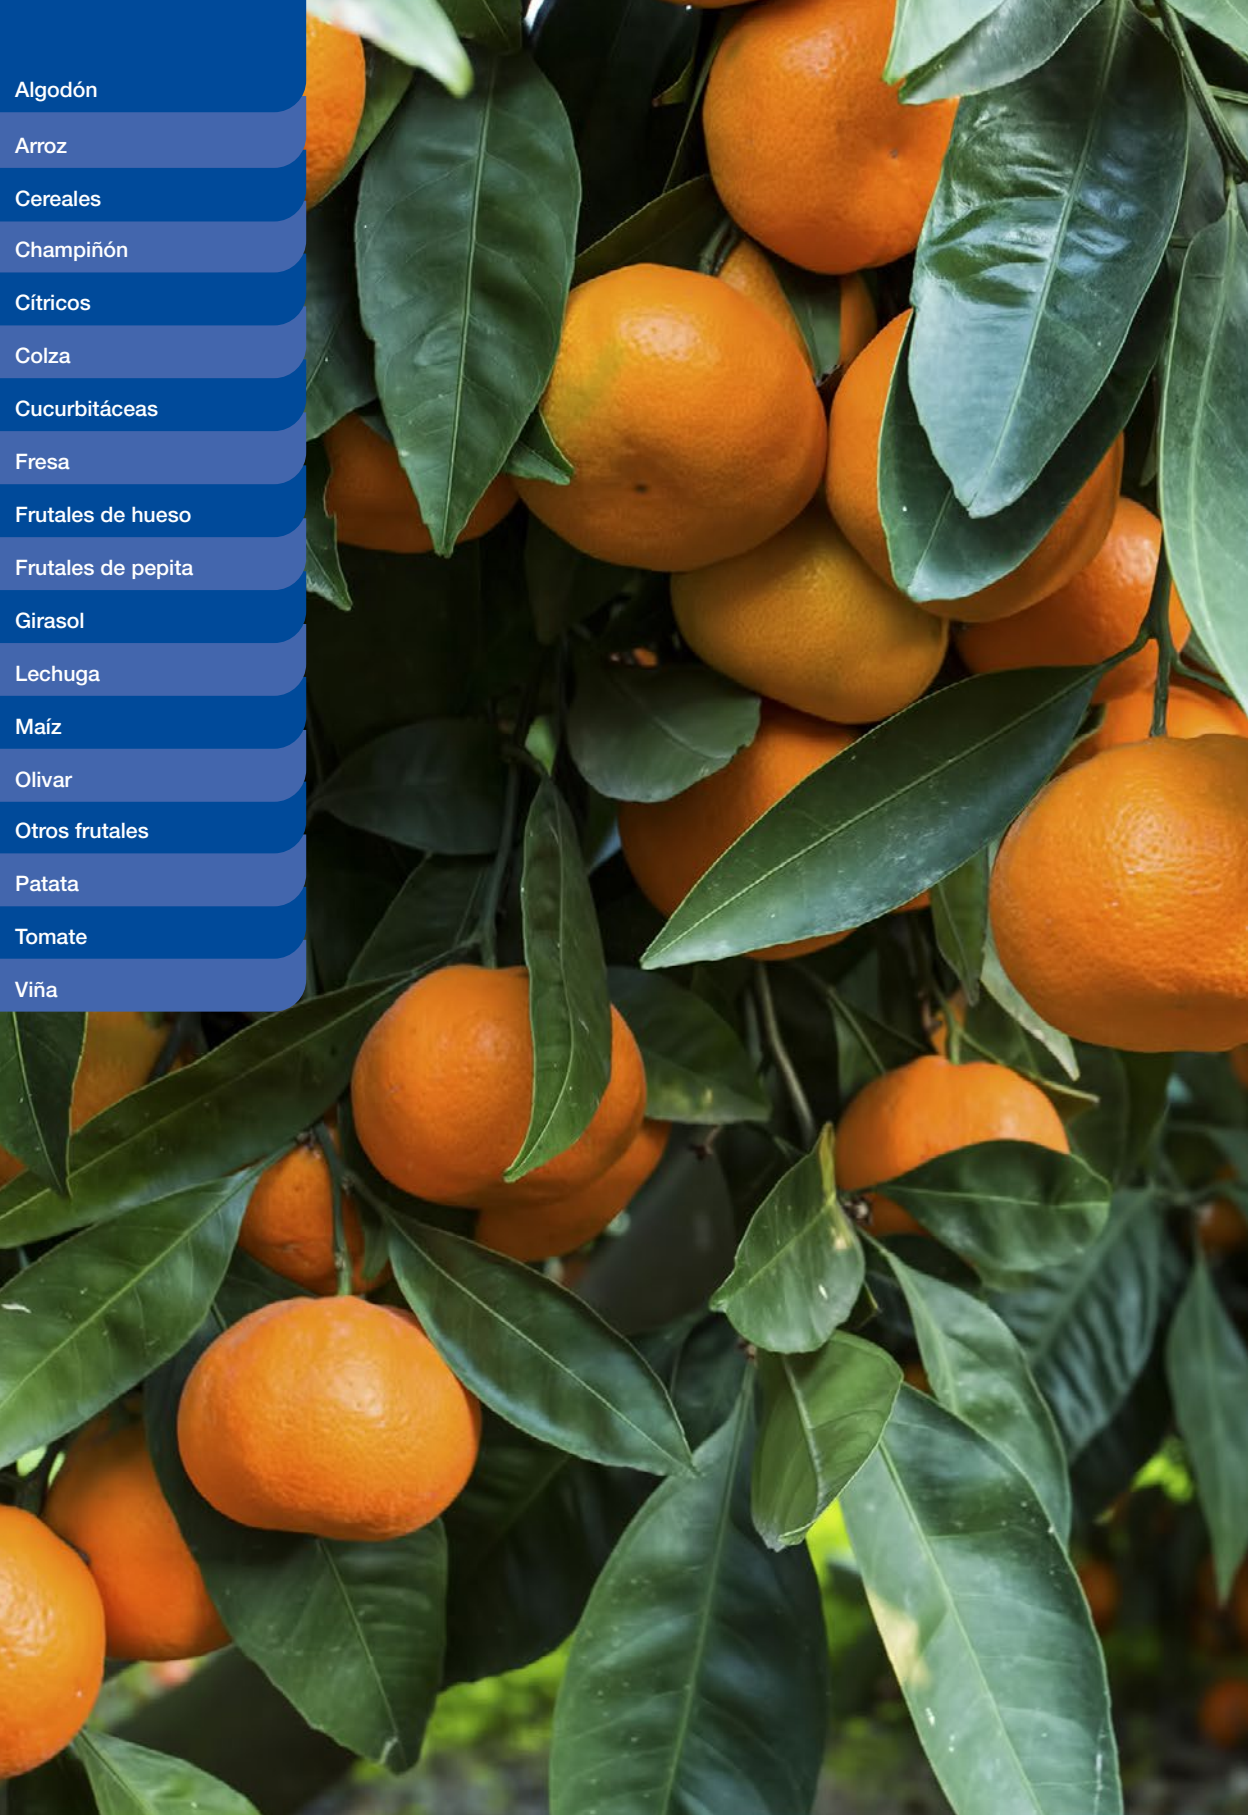 Algodón
Arroz
Cereales
Champiñón
Cítricos
Colza
Cucurbitáceas
Fresa
Frutales de hueso
Frutales de pepita
Girasol
Lechuga
Maíz
Olivar
Otros frutales
Patata
Tomate
Viña